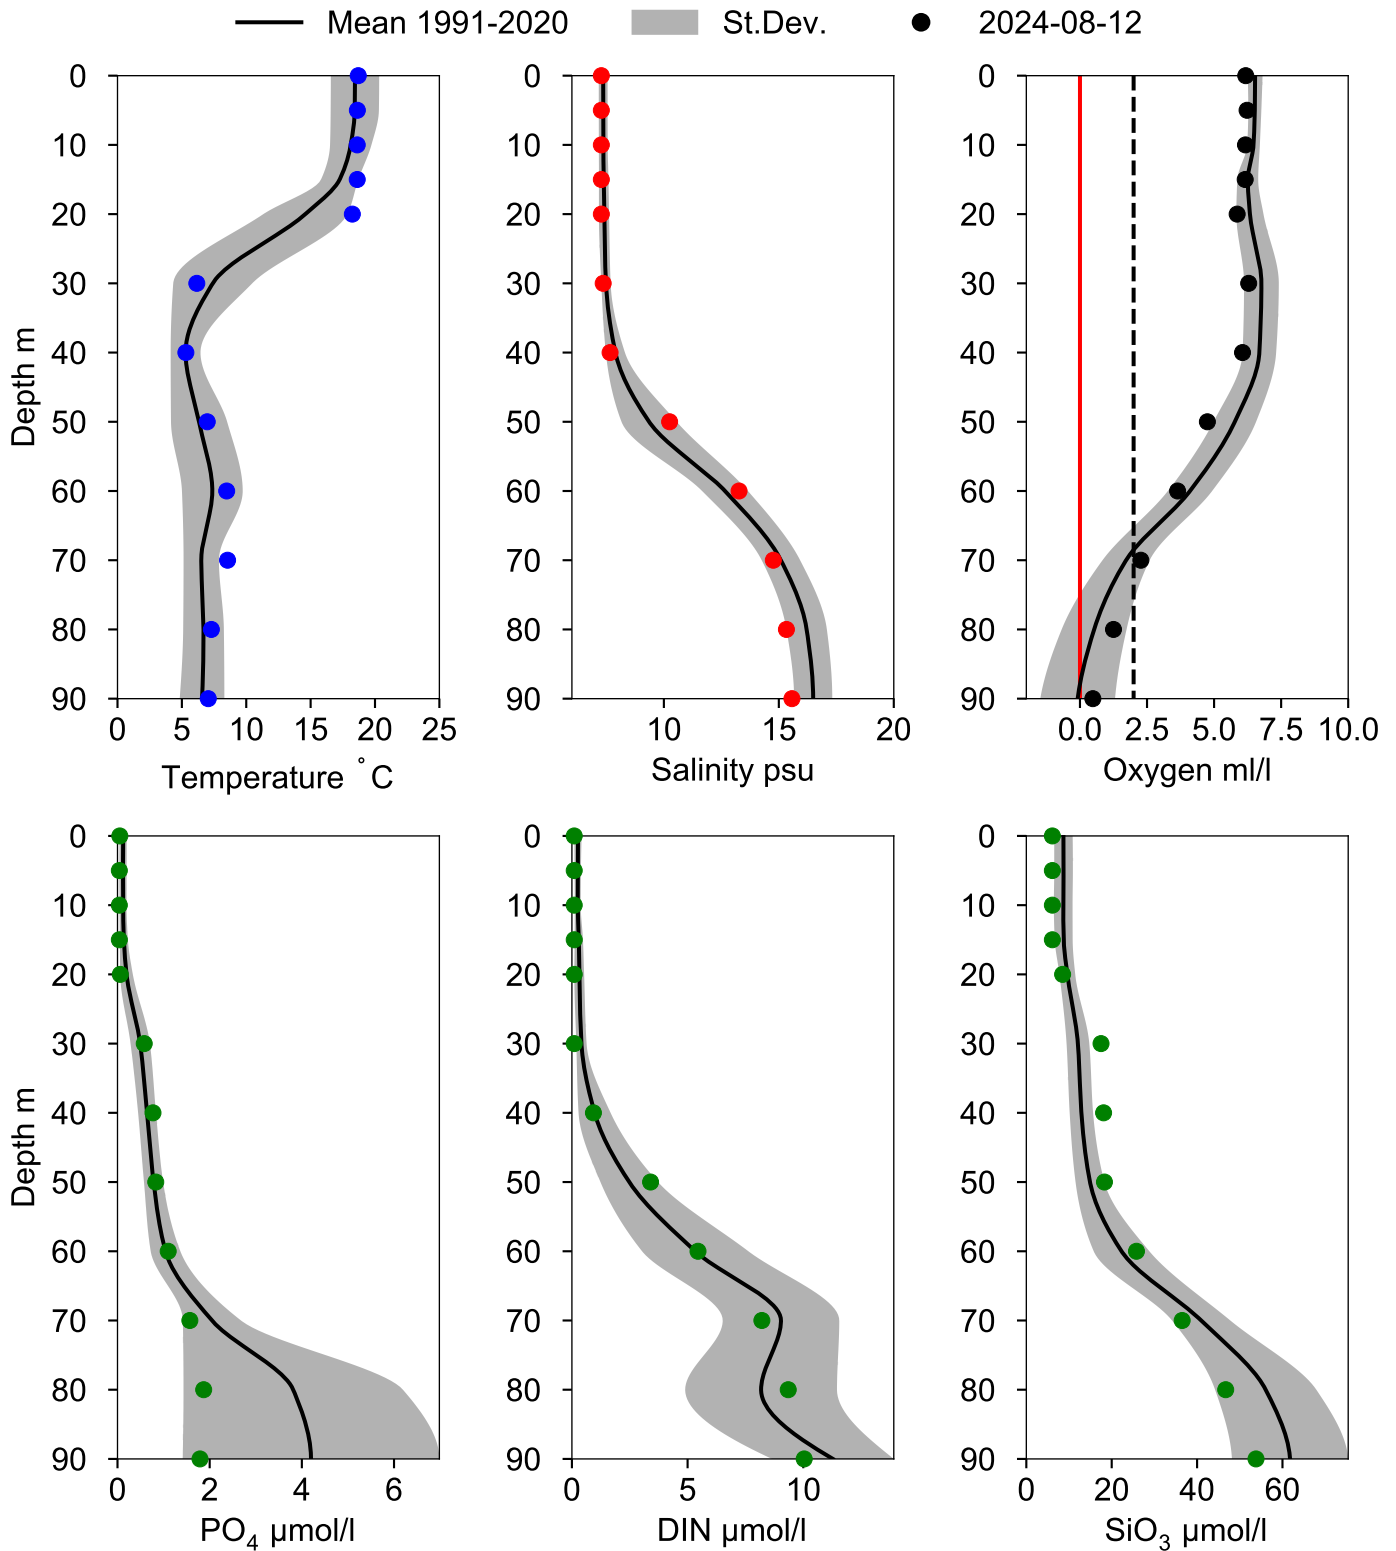 Mean 1991-2020 St.Dev. 2024-08-12
0 0 0
10 10 10
20 20 20
30 30 30
40 40 40
50 50 50
60 60 60
70 70 70
80 80 80
90 90 90
Depth m
0 5 10 15 20 25 10 15 20 0.0 2.5 5.0 7.5 10.0
Temperature °C Salinity psu Oxygen ml/l
0 0 0
10 10 10
20 20 20
30 30 30
40 40 40
50 50 50
60 60 60
70 70 70
80 80 80
90 90 90
Depth m
0 2 4 6 0 5 10 0 20 40 60
PO₄ µmol/l DIN µmol/l SiO₃ µmol/l